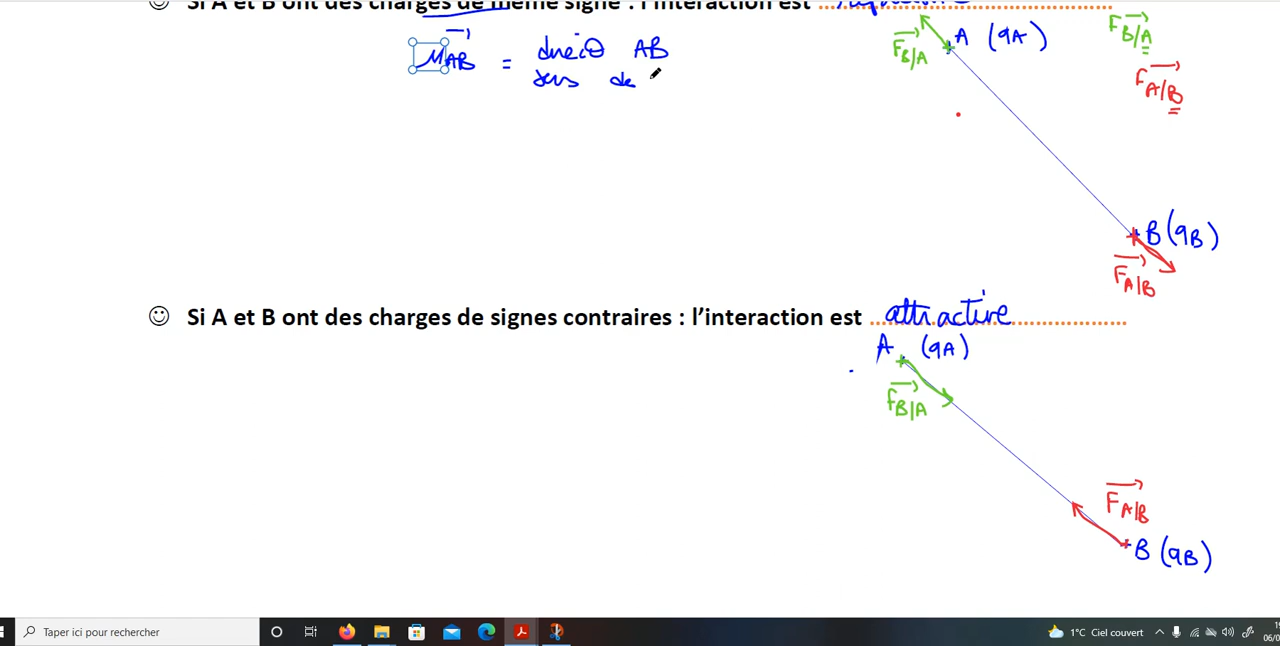 Si A et B ont des charges de même signe : l'interaction est
A (qA)
F B/A
F B/A
F A/B
AB = AB
sens de
B (qB)
F A/B
Si A et B ont des charges de signes contraires : l'interaction est attractive
A (qA)
F B/A
F A/B
B (qB)
Taper ici pour rechercher
1°C Ciel couvert